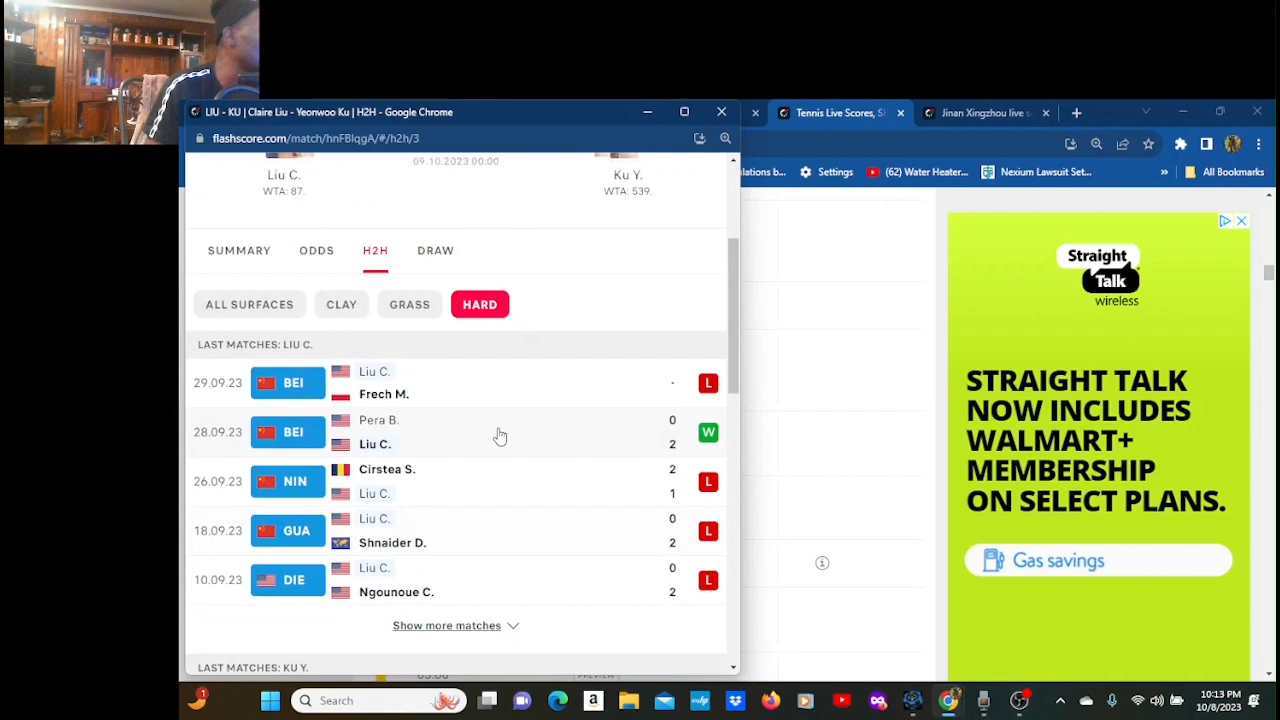 LIU - KU | Claire Liu - Yeonwoo Ku | H2H - Google Chrome
Tennis Live Scores, S
Jinan Xingzhou live s
flashscore.com/match/hnFBlqgA/#/h2h/3
Settings
(62) Water Heater...
Nexium Lawsuit Set...
»
All Bookmarks
09.10.2023 00:00
Liu C.
Ku Y.
WTA: 87.
WTA: 539.
SUMMARY
ODDS
H2H
DRAW
ALL SURFACES
CLAY
GRASS
HARD
LAST MATCHES: LIU C.
29.09.23
BEI
Liu C.
Frech M.
-
L
28.09.23
BEI
Pera B.
0
Liu C.
2
W
26.09.23
NIN
Cirstea S.
2
Liu C.
1
L
18.09.23
GUA
Liu C.
0
Shnaider D.
2
L
10.09.23
DIE
Liu C.
0
Ngounoue C.
2
L
Show more matches
LAST MATCHES: KU Y.
PREVIEW
Straight
Talk
wireless
STRAIGHT TALK
NOW INCLUDES
WALMART+
MEMBERSHIP
ON SELECT PLANS.
Gas savings
1
Search
10:13 PM
10/8/2023